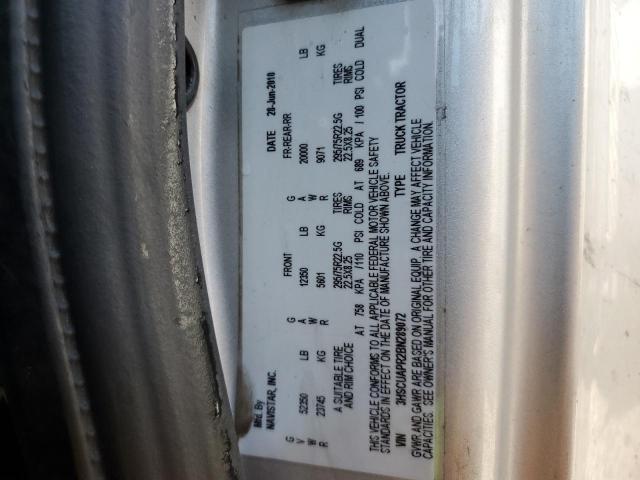 Mfd. By
NAVISTAR, INC. DATE 28-Jun-2010
G FRONT G FR-REAR-RR G
V 52350 LB A 12350 LB A 20000 LB
W 23745 KG W 5601 KG W 9071 KG
R R R
A SUITABLE TIRE 295/75R22.5G TIRES 295/75R22.5G TIRES
AND RIM CHOICE 22.5X8.25 RIMS 22.5X8.25 RIMS
AT 758 KPA /110 PSI COLD AT 689 KPA /100 PSI COLD DUAL
THIS VEHICLE CONFORMS TO ALL APPLICABLE FEDERAL MOTOR VEHICLE SAFETY
STANDARDS IN EFFECT ON THE DATE OF MANUFACTURE SHOWN ABOVE.
VIN 3HSCUAPR2BN289072 TYPE TRUCK TRACTOR
GVWR AND GAWR ARE BASED ON ORIGINAL EQUIP. A CHANGE MAY AFFECT VEHICLE
CAPACITIES. SEE OWNER'S MANUAL FOR OTHER TIRE AND CAPACITY INFORMATION.